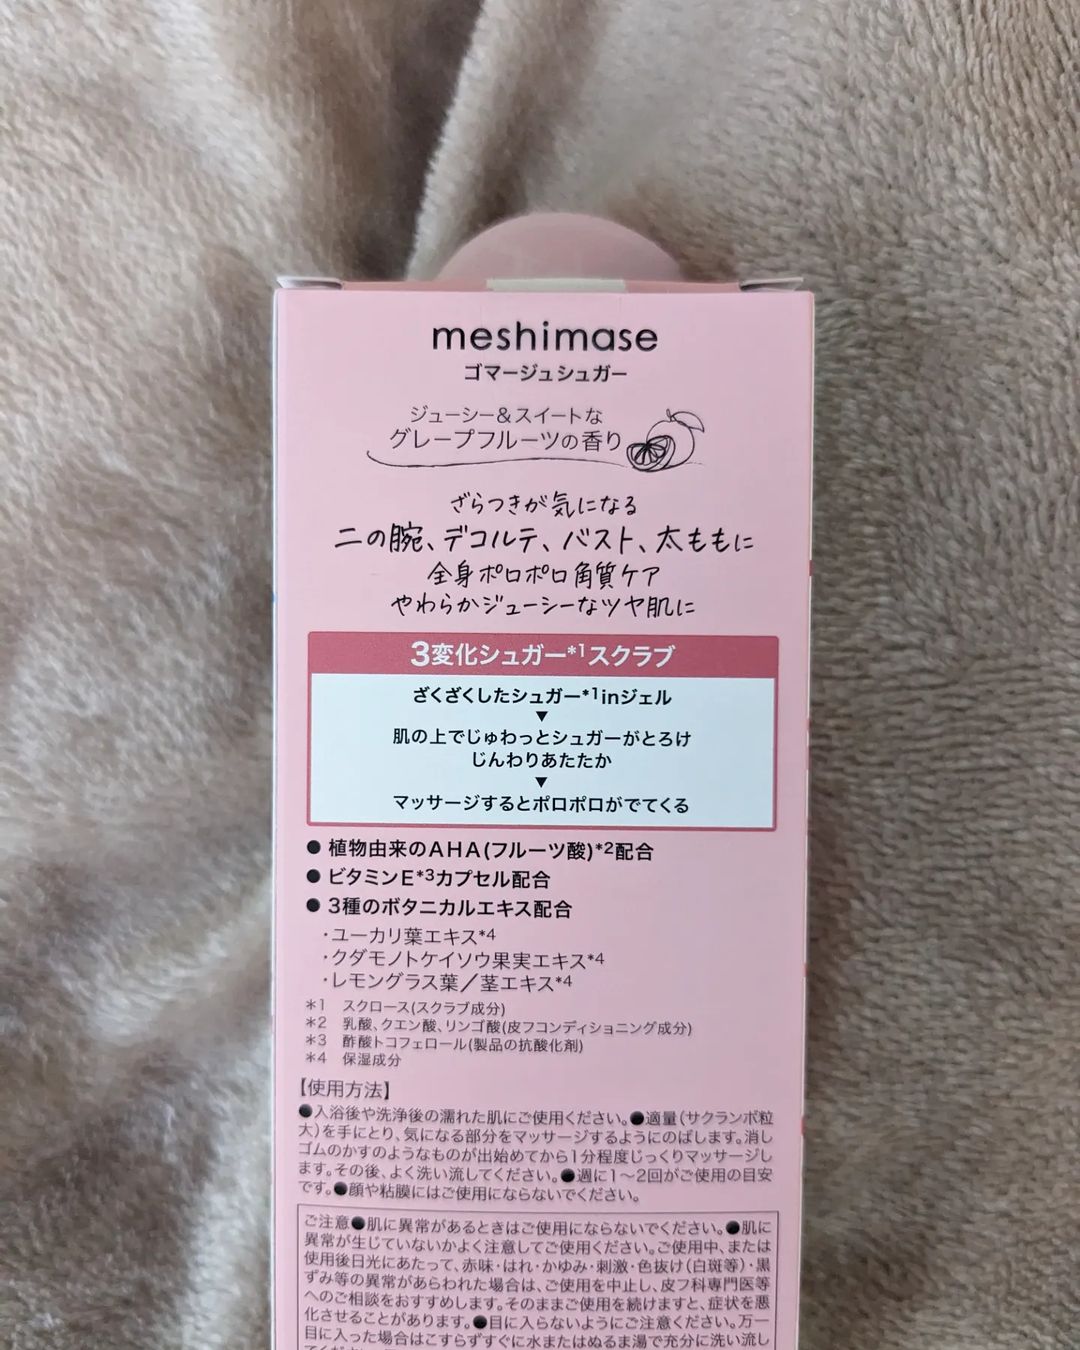 meshimase
ゴマージュシュガー
ジューシー&スイートな
グレープフルーツの香り
ざらつきが気になる
二の腕、デコルテ、バスト、太ももに
全身ポロポロ角質ケア
やわらかジューシーなツヤ肌に
3変化シュガー*1スクラブ
ざくざくしたシュガー*1inジェル
▼
肌の上でじゅわっとシュガーがとろけ
じんわりあたたか
▼
マッサージするとポロポロがでてくる
●植物由来のAHA(フルーツ酸)*2配合
●ビタミンE*3カプセル配合
●3種のボタニカルエキス配合
・ユーカリ葉エキス*4
・クダモノトケイソウ果実エキス*4
・レモングラス葉/茎エキス*4
*1 スクロース(スクラブ成分)
*2 乳酸、クエン酸、リンゴ酸(皮フコンディショニング成分)
*3 酢酸トコフェロール(製品の抗酸化剤)
*4 保湿成分
【使用方法】
●入浴後や洗浄後の濡れた肌にご使用ください。●適量(サクランボ粒
大)を手にとり、気になる部分をマッサージするようにのばします。消し
ゴムのかすのようなものが出始めてから1分程度じっくりマッサージし
ます。その後、よく洗い流してください。●週に1〜2回がご使用の目安
です。●顔や粘膜にはご使用にならないでください。
ご注意●肌に異常があるときはご使用にならないでください。●肌に
異常が生じていないかよく注意してご使用ください。ご使用中、または
使用後日光にあたって、赤味・はれ・かゆみ・刺激・色抜け(白斑等)・黒
ずみ等の異常があらわれた場合は、ご使用を中止し、皮フ科専門医等
へのご相談をおすすめします。そのままご使用を続けますと、症状を悪
化させることがあります。●目に入らないようにご注意ください。万一
目に入った場合はこすらずすぐに水またはぬるま湯で充分に洗い流し